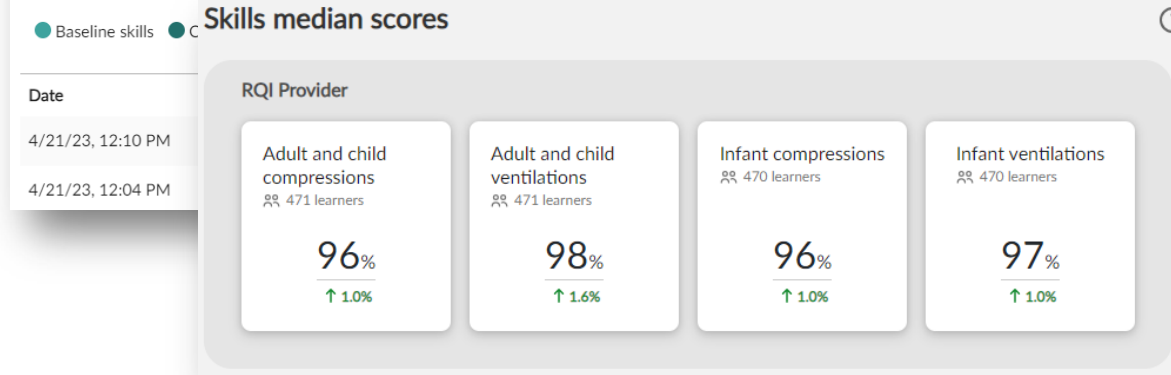 Baseline skills
Date
4/21/23, 12:10 PM
4/21/23, 12:04 PM
Skills median scores
RQI Provider
Adult and child
compressions
471 learners
96%
↑ 1.0%
Adult and child
ventilations
471 learners
98%
↑ 1.6%
Infant compressions
470 learners
96%
↑ 1.0%
Infant ventilations
470 learners
97%
↑ 1.0%